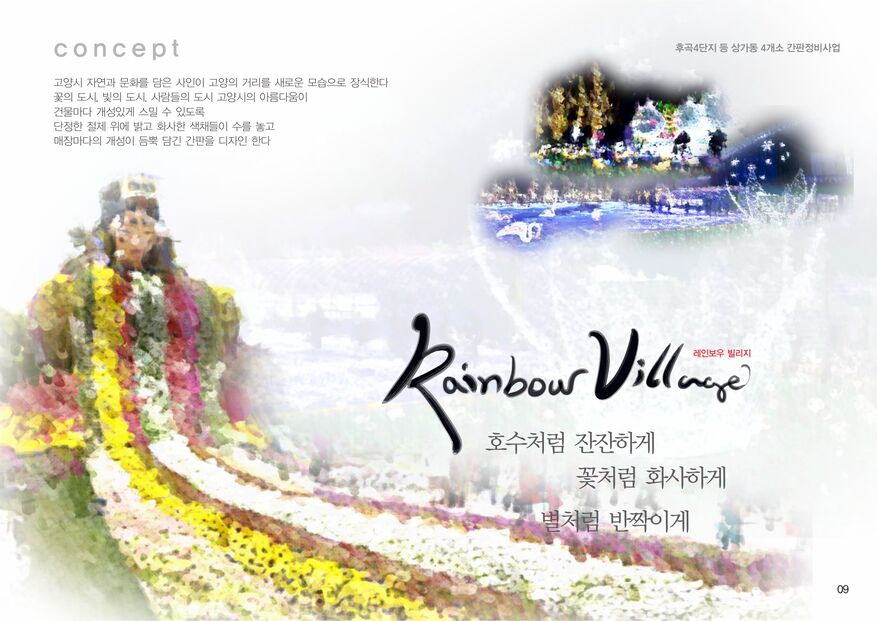 concept
후곡4단지 등 상가동 4개소 간판정비사업
고양시 자연과 문화를 담은 사인이 고양의 거리를 새로운 모습으로 장식한다
꽃의 도시, 빛의 도시, 사람들의 도시 고양시의 아름다움이
건물마다 개성있게 스밀 수 있도록
단정한 절제 위에 밝고 화사한 색채들이 수를 놓고
매장마다의 개성이 듬뿍 담긴 간판을 디자인 한다
레인보우 빌리지
Rainbow Village
호수처럼 잔잔하게
꽃처럼 화사하게
별처럼 반짝이게
09